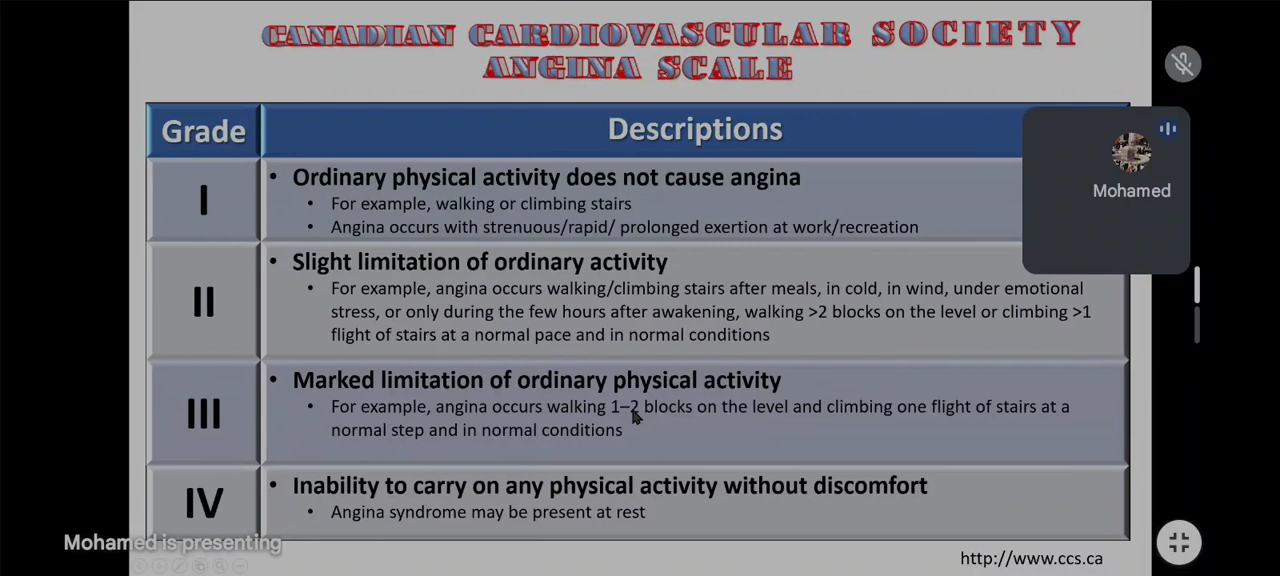 CANADIAN CARDIOVASCULAR SOCIETY
ANGINA SCALE
Grade
Descriptions
I
• Ordinary physical activity does not cause angina
• For example, walking or climbing stairs
• Angina occurs with strenuous/rapid/ prolonged exertion at work/recreation
II
• Slight limitation of ordinary activity
• For example, angina occurs walking/climbing stairs after meals, in cold, in wind, under emotional
stress, or only during the few hours after awakening, walking >2 blocks on the level or climbing >1
flight of stairs at a normal pace and in normal conditions
III
• Marked limitation of ordinary physical activity
• For example, angina occurs walking 1–2 blocks on the level and climbing one flight of stairs at a
normal step and in normal conditions
IV
• Inability to carry on any physical activity without discomfort
• Angina syndrome may be present at rest
http://www.ccs.ca
Mohamed
Mohamed is presenting